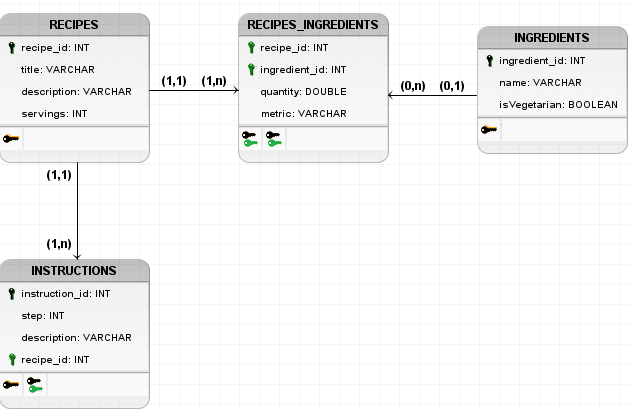 RECIPES
recipe_id: INT
title: VARCHAR
description: VARCHAR
servings: INT
(1,1) (1,n)
RECIPES_INGREDIENTS
recipe_id: INT
ingredient_id: INT
quantity: DOUBLE
metric: VARCHAR
(0,n) (0,1)
INGREDIENTS
ingredient_id: INT
name: VARCHAR
isVegetarian: BOOLEAN
(1,1)
(1,n)
INSTRUCTIONS
instruction_id: INT
step: INT
description: VARCHAR
recipe_id: INT